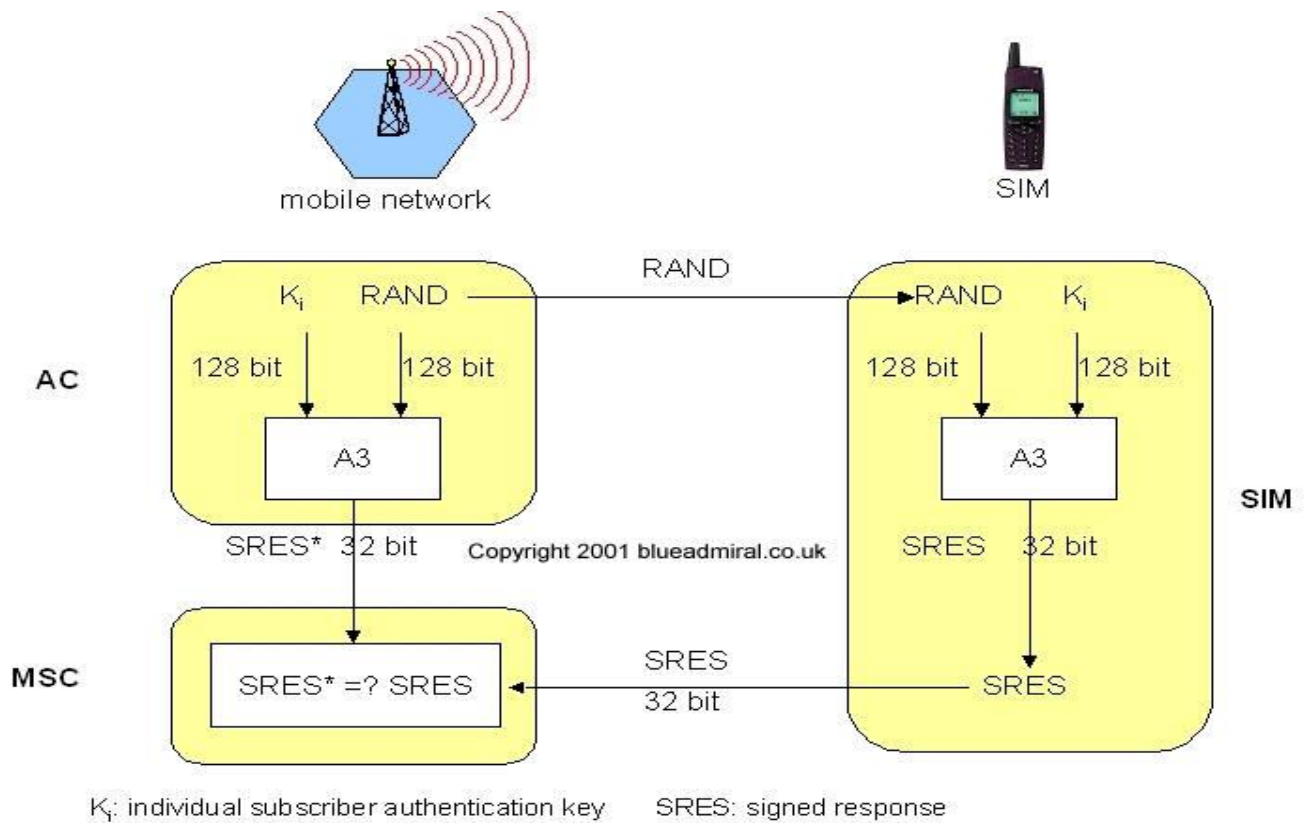 mobile network
SIM
RAND
Ki RAND
RAND Ki
128 bit 128 bit
128 bit 128 bit
AC
A3
A3
SIM
SRES* 32 bit
Copyright 2001 blueadmiral.co.uk
SRES 32 bit
MSC
SRES* =? SRES
SRES
32 bit
SRES
Ki: individual subscriber authentication key SRES: signed response